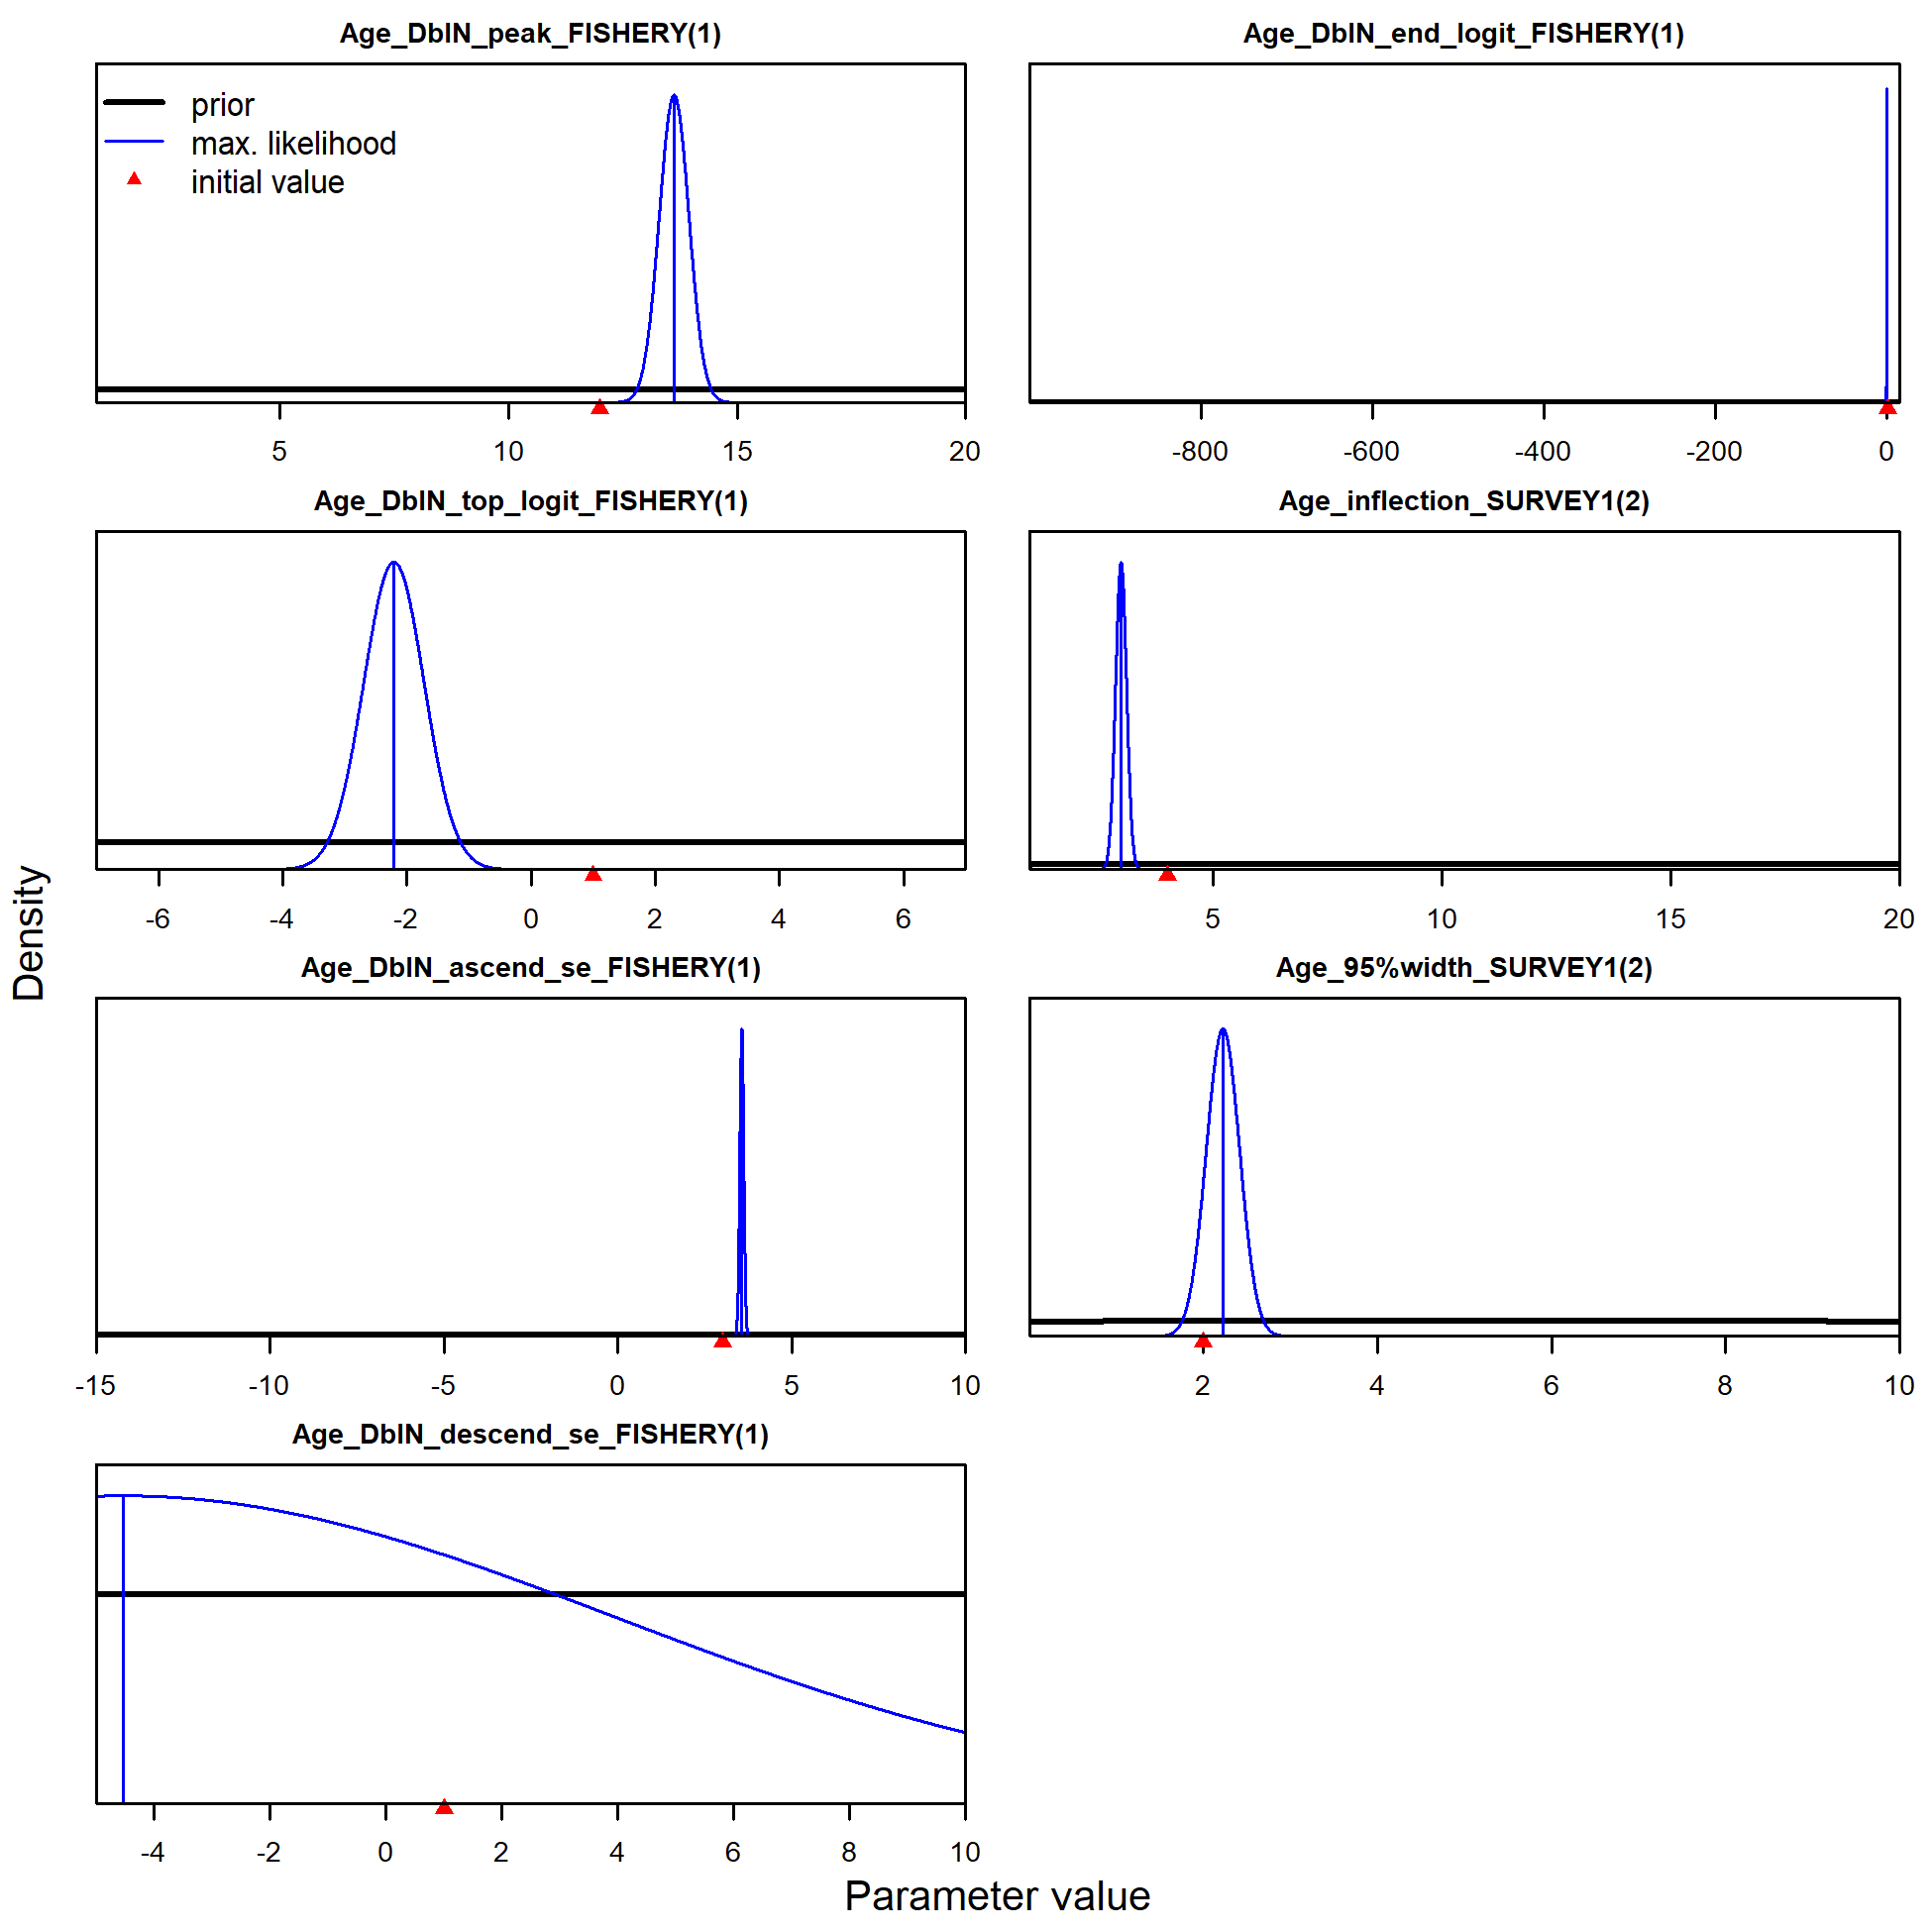 Age_DblN_peak_FISHERY(1)
prior
max. likelihood
initial value
5 10 15 20
Age_DblN_end_logit_FISHERY(1)
-800 -600 -400 -200 0
Age_DblN_top_logit_FISHERY(1)
-6 -4 -2 0 2 4 6
Age_inflection_SURVEY1(2)
5 10 15 20
Age_DblN_ascend_se_FISHERY(1)
-15 -10 -5 0 5 10
Age_95%width_SURVEY1(2)
2 4 6 8 10
Age_DblN_descend_se_FISHERY(1)
-4 -2 0 2 4 6 8 10
Density
Parameter value